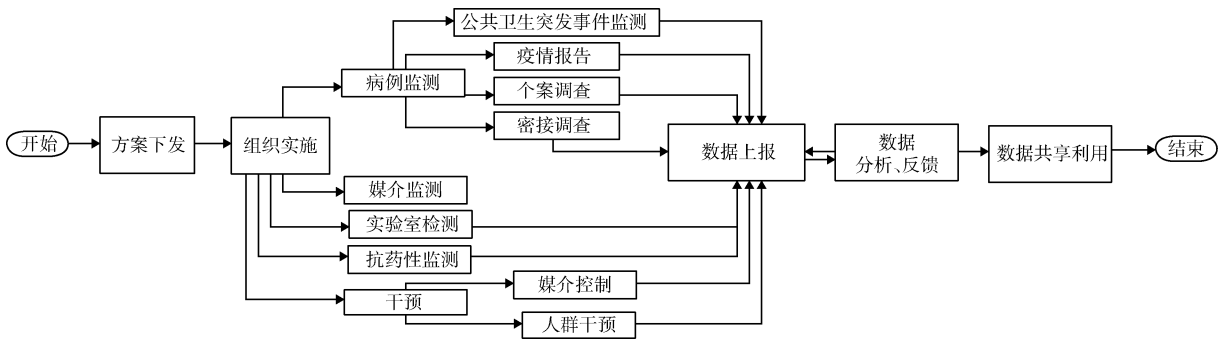 公共卫生突发事件监测
疫情报告
病例监测
个案调查
密接调查
开始
方案下发
组织实施
数据上报
数据
分析、反馈
数据共享利用
结束
媒介监测
实验室检测
抗药性监测
干预
媒介控制
人群干预